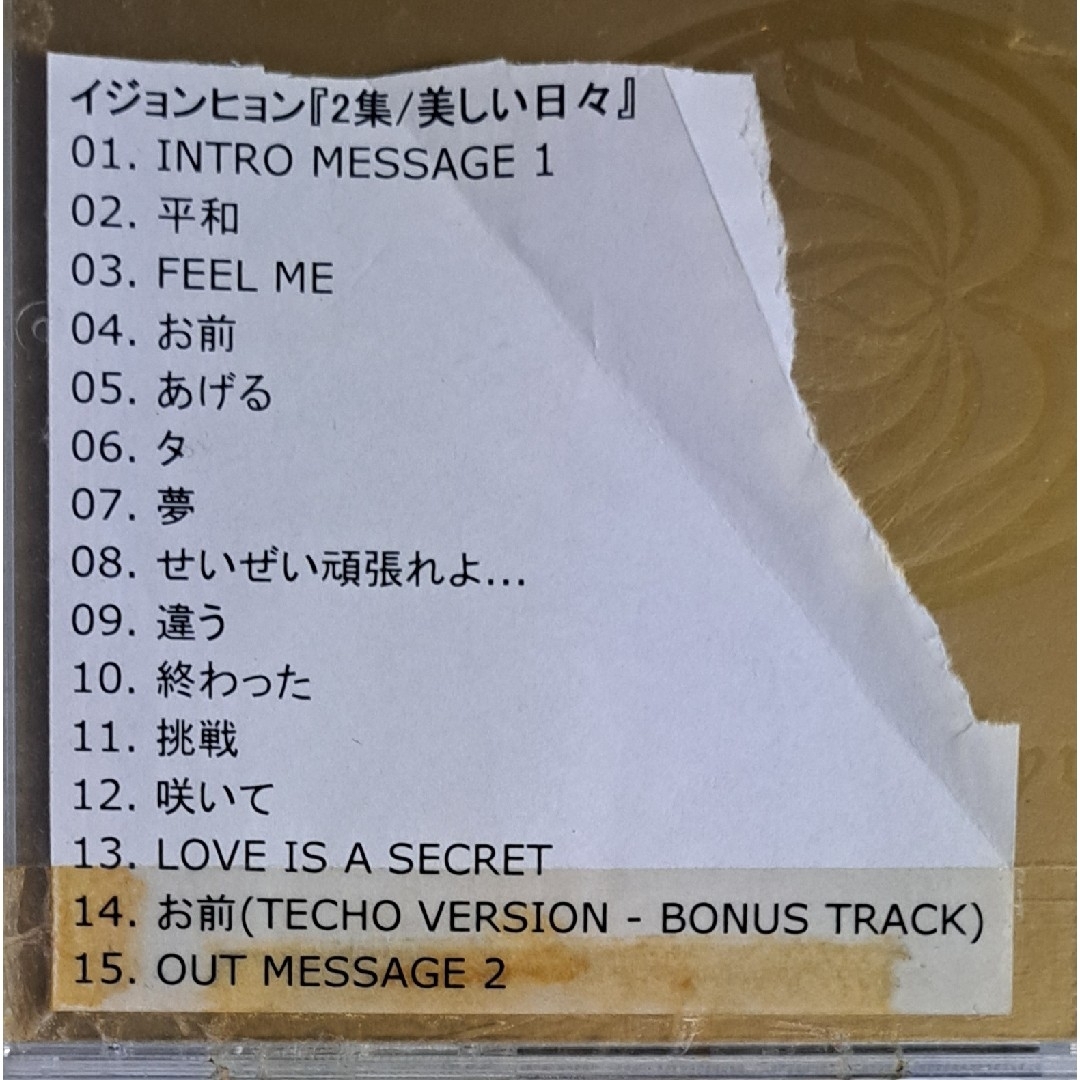 イジョンヒョン『2集/美しい日々』
01. INTRO MESSAGE 1
02. 平和
03. FEEL ME
04. お前
05. あげる
06. 夕
07. 夢
08. せいぜい頑張れよ...
09. 違う
10. 終わった
11. 挑戦
12. 咲いて
13. LOVE IS A SECRET
14. お前(TECHO VERSION - BONUS TRACK)
15. OUT MESSAGE 2